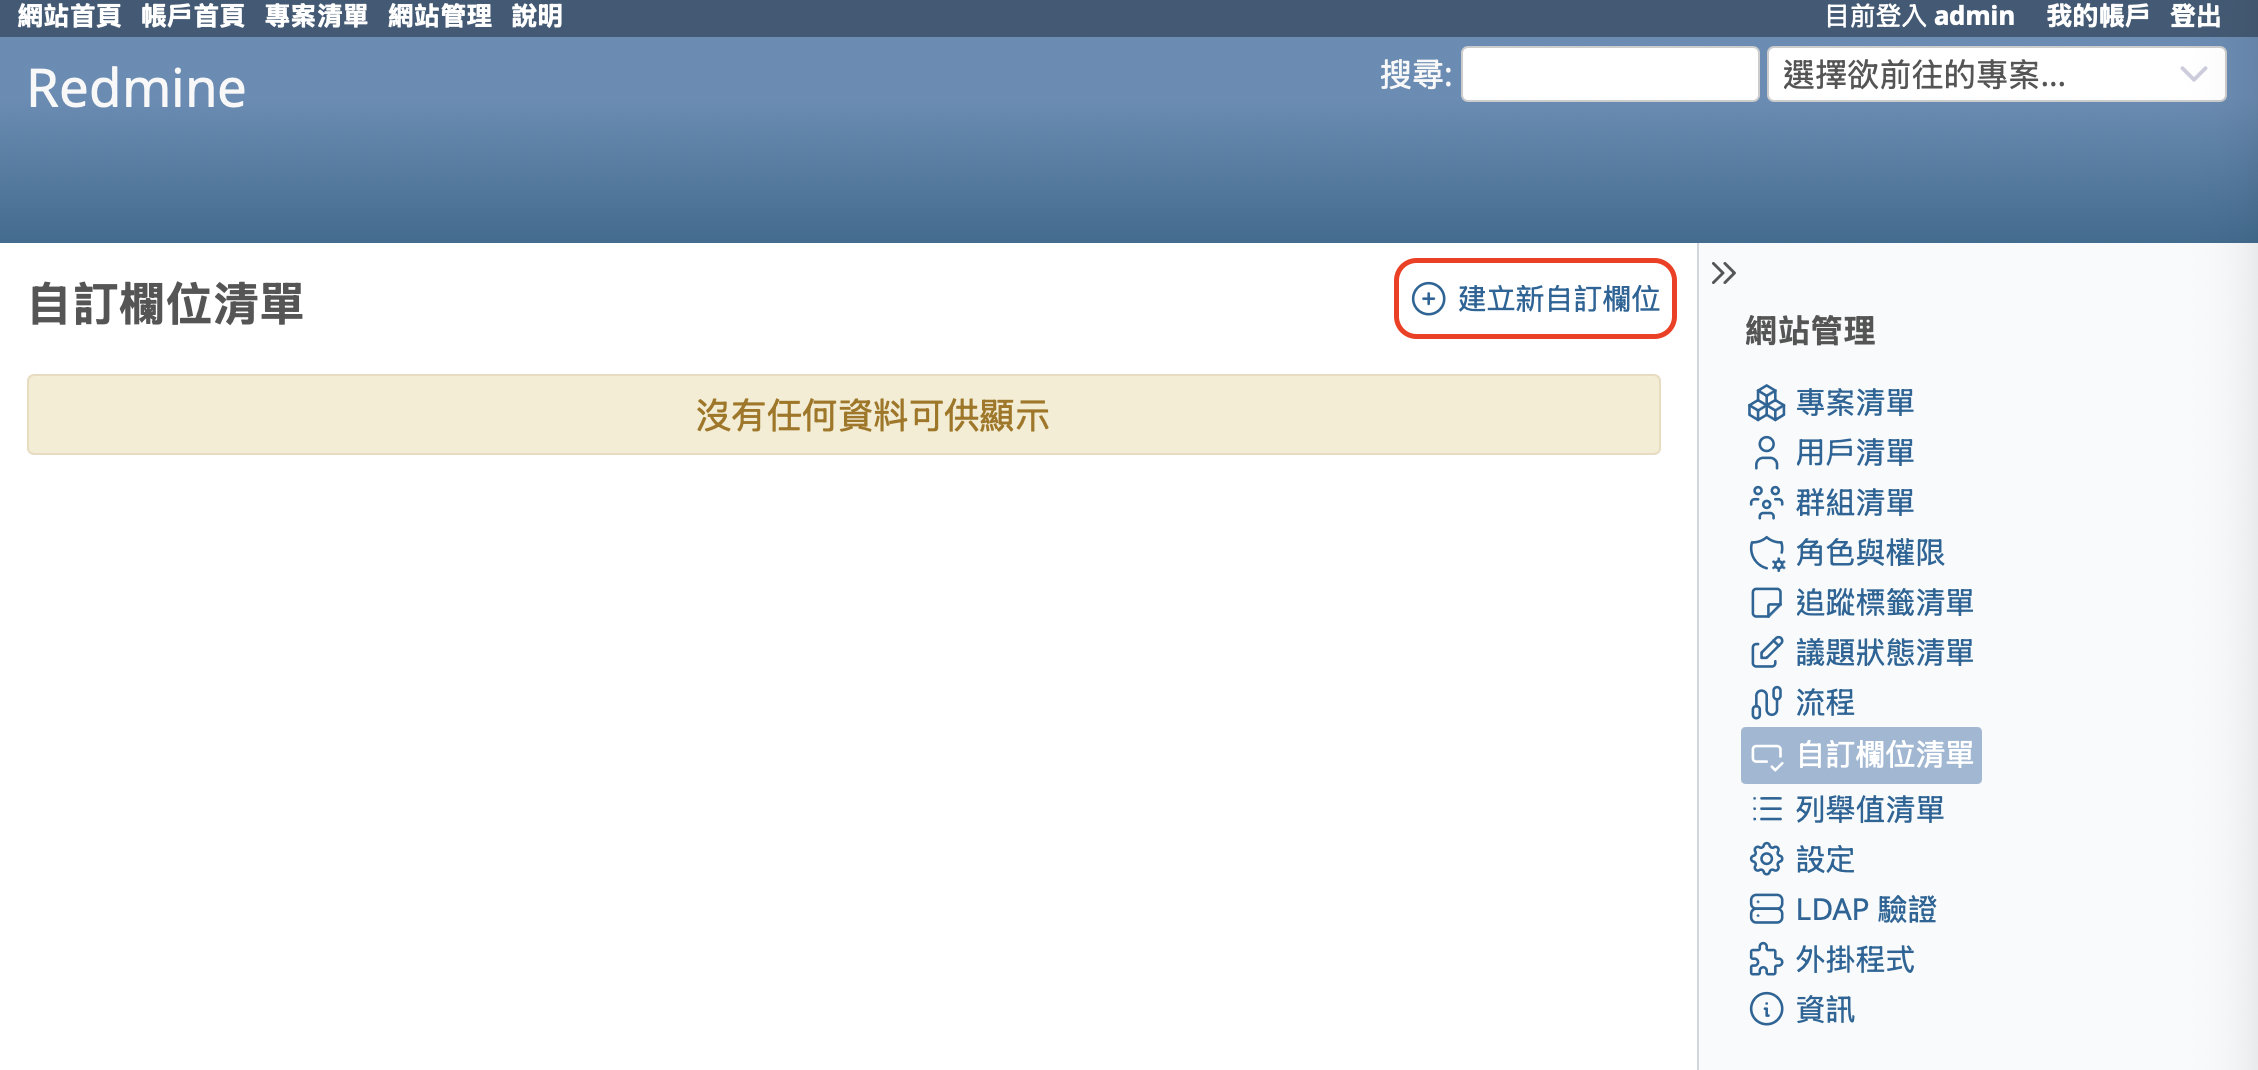 網站首頁 帳戶首頁 專案清單 網站管理 說明
目前登入 admin 我的帳戶 登出
Redmine
搜尋: 選擇欲前往的專案...
自訂欄位清單
建立新自訂欄位
沒有任何資料可供顯示
網站管理
專案清單
用戶清單
群組清單
角色與權限
追蹤標籤清單
議題狀態清單
流程
自訂欄位清單
列舉值清單
設定
LDAP 驗證
外掛程式
資訊